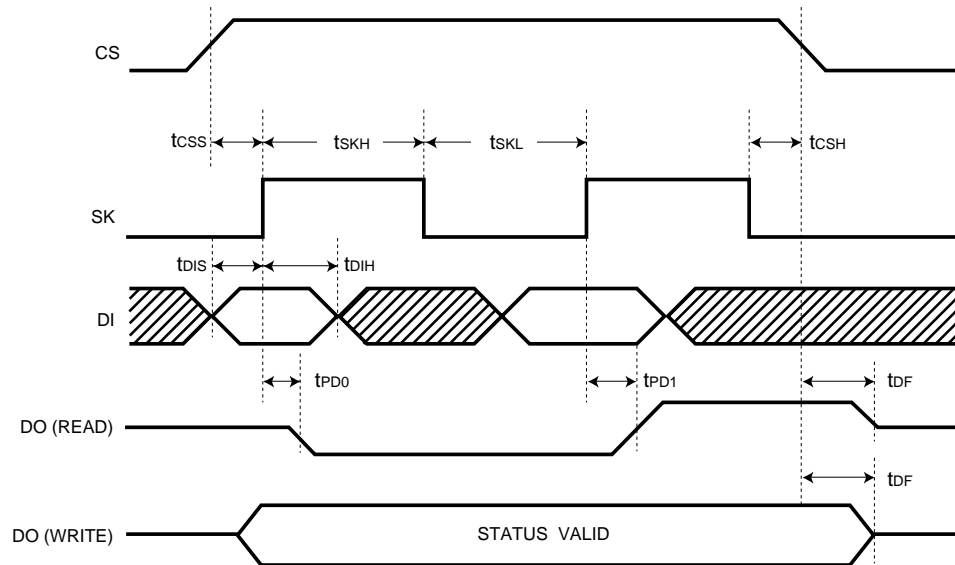 CS
tCSS tSKH tSKL tCSH
SK
tDIS tDIH
DI
tPD0 tPD1 tDF
DO (READ)
tDF
DO (WRITE) STATUS VALID